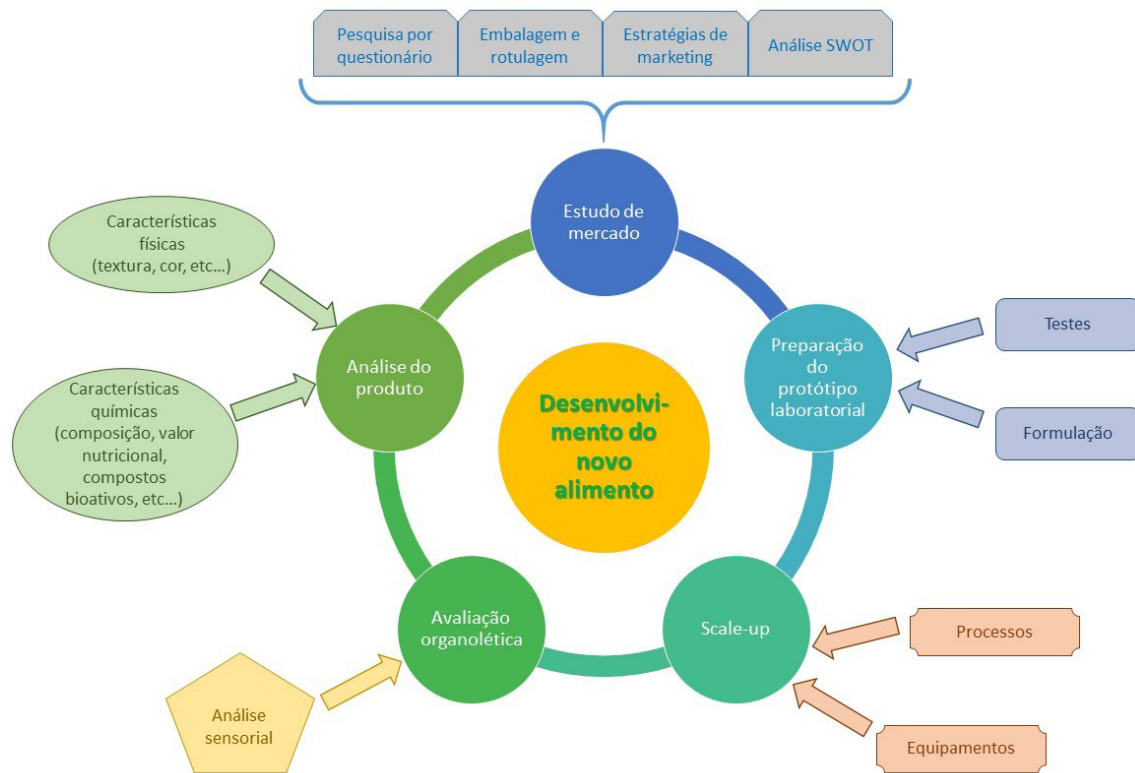 Pesquisa por
questionário
Embalagem e
rotulagem
Estratégias de
marketing
Análise SWOT
Estudo de
mercado
Características
físicas
(textura, cor, etc...)
Análise do
produto
Características
químicas
(composição, valor
nutricional,
compostos
bioativos, etc...)
Preparação
do
protótipo
laboratorial
Testes
Formulação
Desenvolvi-
mento do
novo
alimento
Avaliação
organolética
Scale-up
Processos
Análise
sensorial
Equipamentos